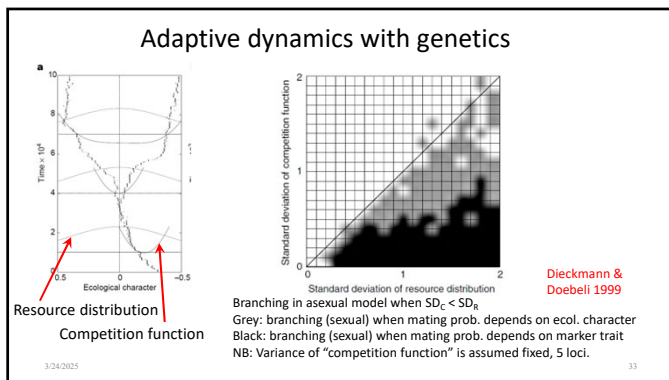 Adaptive dynamics with genetics
a
10
8
6
4
2
0
Time × 10⁴
0.5
0
-0.5
Ecological character
2
1
0
Standard deviation of competition function
0
1
2
Standard deviation of resource distribution
Dieckmann &
Doebeli 1999
Resource distribution
Competition function
Branching in asexual model when SD_C < SD_R
Grey: branching (sexual) when mating prob. depends on ecol. character
Black: branching (sexual) when mating prob. depends on marker trait
NB: Variance of “competition function” is assumed fixed, 5 loci.
3/24/2025
33